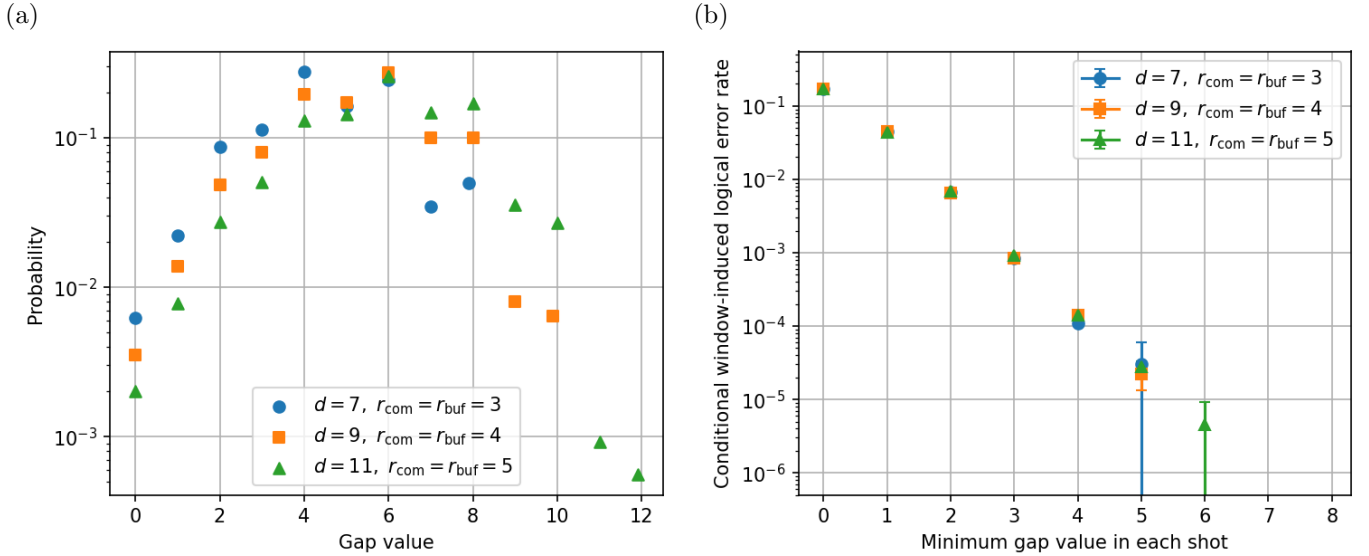 (a)
Probability
10⁻¹
10⁻²
10⁻³
d = 7, r_com = r_buf = 3
d = 9, r_com = r_buf = 4
d = 11, r_com = r_buf = 5
0 2 4 6 8 10 12
Gap value
(b)
Conditional window-induced logical error rate
10⁻¹
10⁻²
10⁻³
10⁻⁴
10⁻⁵
10⁻⁶
d = 7, r_com = r_buf = 3
d = 9, r_com = r_buf = 4
d = 11, r_com = r_buf = 5
0 1 2 3 4 5 6 7 8
Minimum gap value in each shot